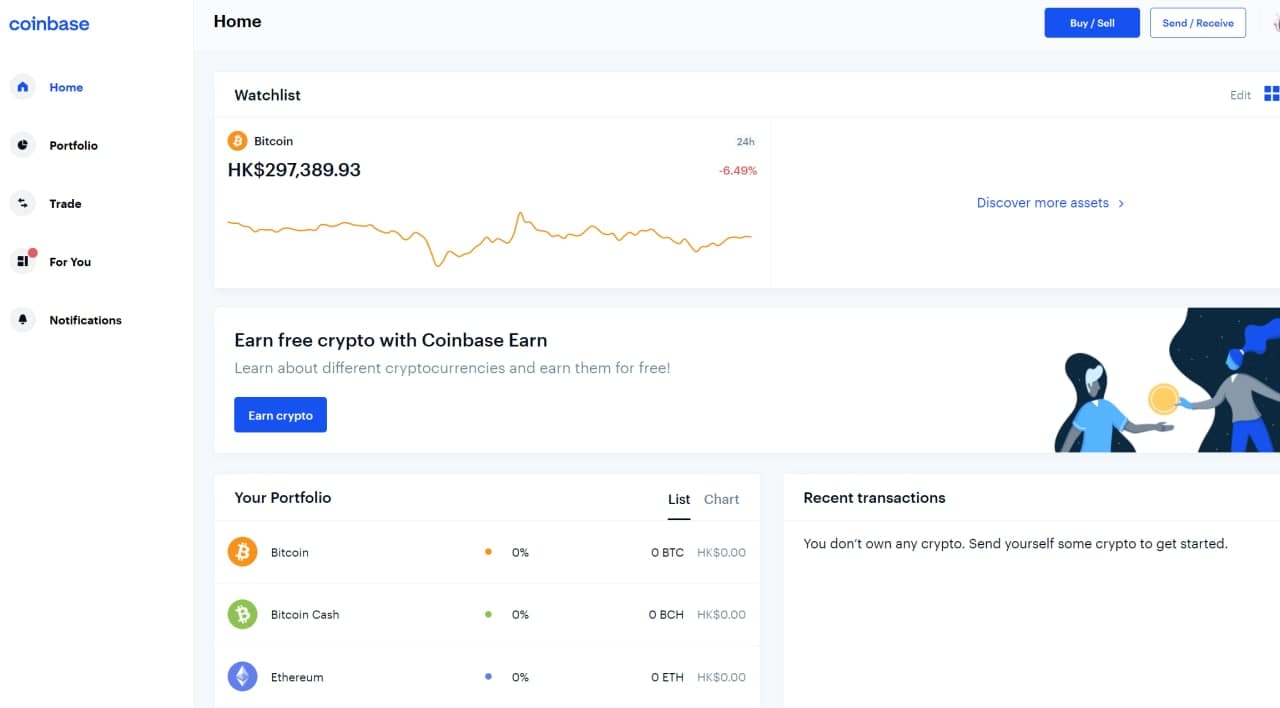 coinbase
Home
Buy / Sell
Send / Receive
Home
Portfolio
Trade
For You
Notifications
Watchlist
Edit
Bitcoin
24h
HK$297,389.93
-6.49%
Discover more assets
Earn free crypto with Coinbase Earn
Learn about different cryptocurrencies and earn them for free!
Earn crypto
Your Portfolio
List Chart
Bitcoin 0% 0 BTC HK$0.00
Bitcoin Cash 0% 0 BCH HK$0.00
Ethereum 0% 0 ETH HK$0.00
Recent transactions
You don’t own any crypto. Send yourself some crypto to get started.